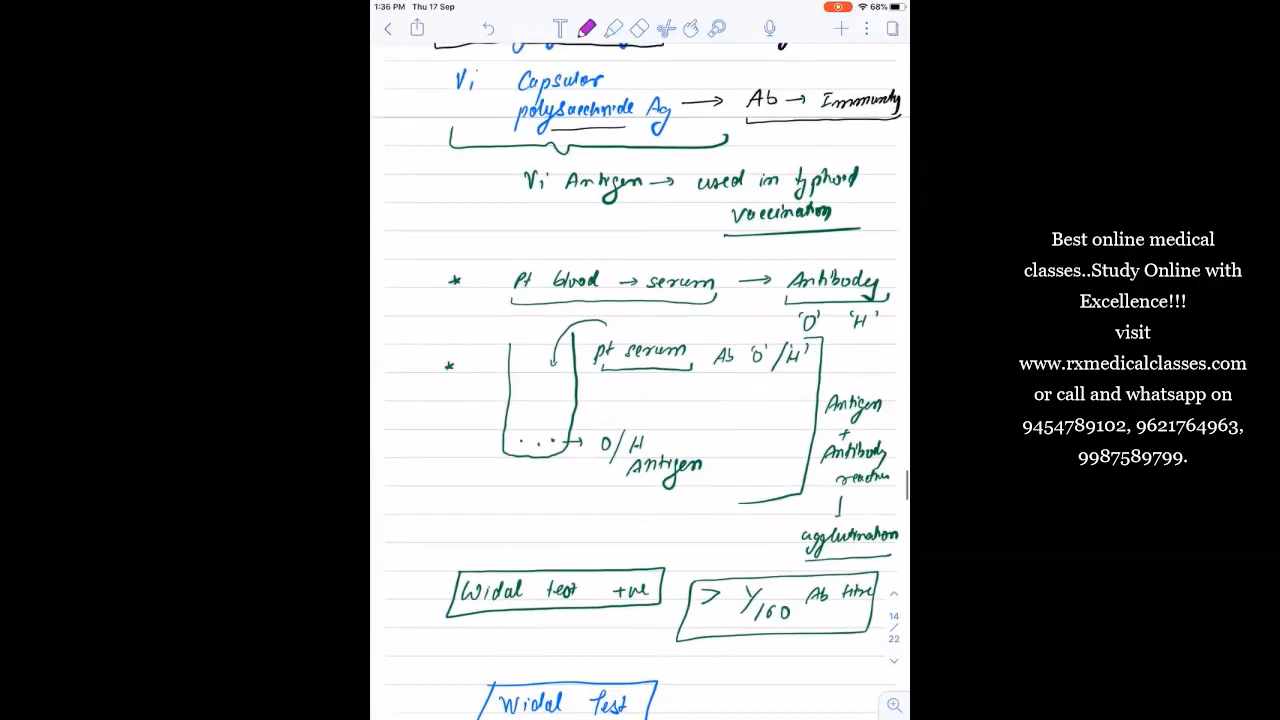 1:36 PM Thu 17 Sep
68%
Vi Capsular
polysaccharide Ag → Ab → Immunity
Vi Antigen → used in typhoid
vaccination
* Pt blood → serum → Antibody
'O' 'H'
* pt serum Ab 'O'/'H'
Antigen
+
Antibody
reaction
O/H
Antigen
agglutination
Widal test +ve
> 1/160 Ab titre
14
/
22
Widal Test
Best online medical
classes..Study Online with
Excellence!!!
visit
www.rxmedicalclasses.com
or call and whatsapp on
9454789102, 9621764963,
9987589799.